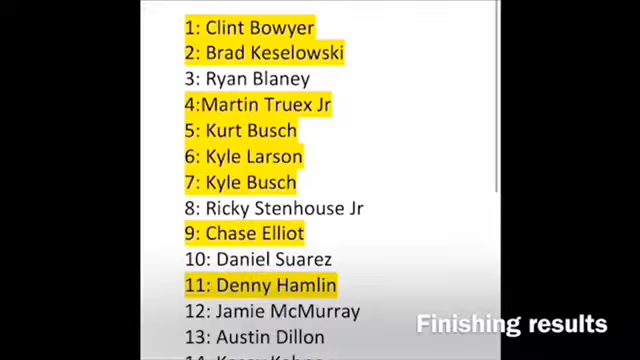 1: Clint Bowyer
2: Brad Keselowski
3: Ryan Blaney
4:Martin Truex Jr
5: Kurt Busch
6: Kyle Larson
7: Kyle Busch
8: Ricky Stenhouse Jr
9: Chase Elliot
10: Daniel Suarez
11: Denny Hamlin
12: Jamie McMurray
13: Austin Dillon
Finishing results